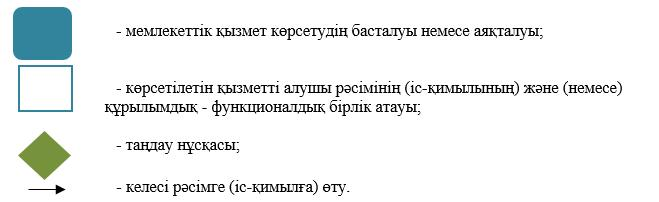 - мемлекеттік қызмет көрсетудің басталуы немесе аяқталуы;
- көрсетілетін қызметті алушы рәсімінің (іс-қимылының) және (немесе)
құрылымдық - функционалдық бірлік атауы;
- таңдау нұсқасы;
- келесі рәсімге (іс-қимылға) өту.